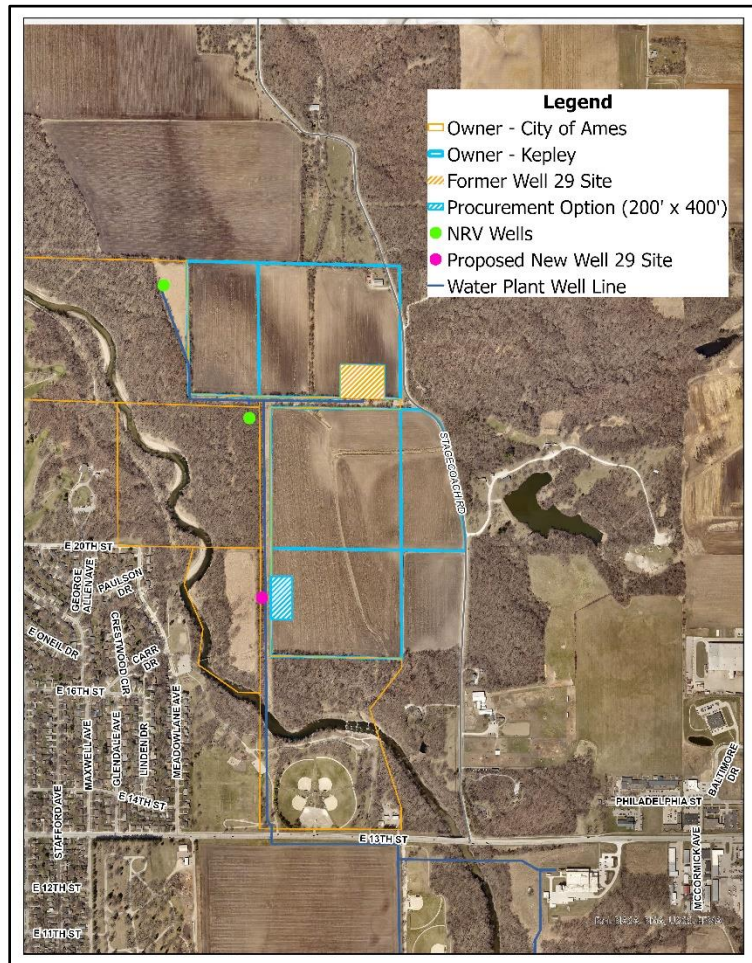 Legend
Owner - City of Ames
Owner - Kepley
Former Well 29 Site
Procurement Option (200' x 400')
NRV Wells
Proposed New Well 29 Site
Water Plant Well Line
STAGECOACH RD
E 20TH ST
GEORGE
ALLEN AVE
PAULSON
DR
E ONEIL DR
CRESTWOOD CIR
CARR
DR
E 16TH ST
MAXWELL AVE
GLENDALE AVE
LINDEN DR
MEADOWLANE AVE
STAFFORD AVE
E 14TH ST
E 13TH ST
E 12TH ST
E 11TH ST
BALTIMORE
DR
PHILADELPHIA ST
MCCORMICK AVE